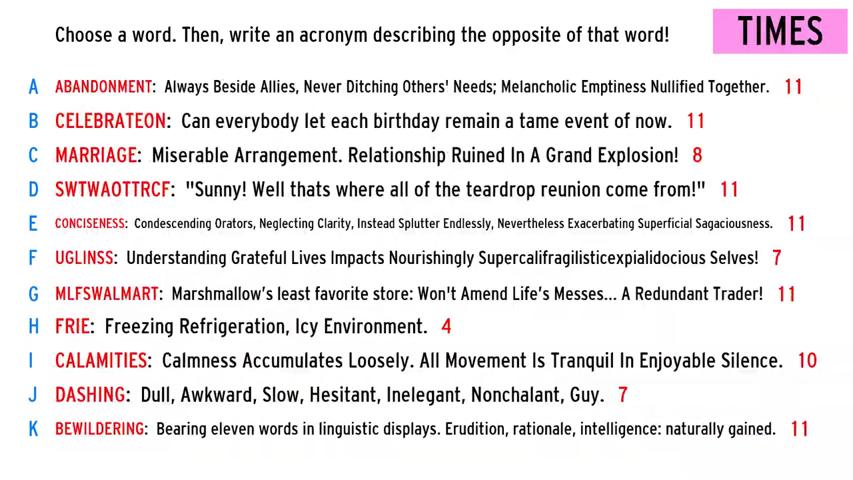 Choose a word. Then, write an acronym describing the opposite of that word!
TIMES
A ABANDONMENT: Always Beside Allies, Never Ditching Others' Needs; Melancholic Emptiness Nullified Together. 11
B CELEBRATEON: Can everybody let each birthday remain a tame event of now. 11
C MARRIAGE: Miserable Arrangement. Relationship Ruined In A Grand Explosion! 8
D SWTWAOTTRCF: "Sunny! Well thats where all of the teardrop reunion come from!" 11
E CONCISENESS: Condescending Orators, Neglecting Clarity, Instead Splutter Endlessly, Nevertheless Exacerbating Superficial Sagaciousness. 11
F UGLINSS: Understanding Grateful Lives Impacts Nourishingly Supercalifragilisticexpialidocious Selves! 7
G MLFSWALMART: Marshmallow's least favorite store: Won't Amend Life's Messes... A Redundant Trader! 11
H FRIE: Freezing Refrigeration, Icy Environment. 4
I CALAMITIES: Calmness Accumulates Loosely. All Movement Is Tranquil In Enjoyable Silence. 10
J DASHING: Dull, Awkward, Slow, Hesitant, Inelegant, Nonchalant, Guy. 7
K BEWILDERING: Bearing eleven words in linguistic displays. Erudition, rationale, intelligence: naturally gained. 11